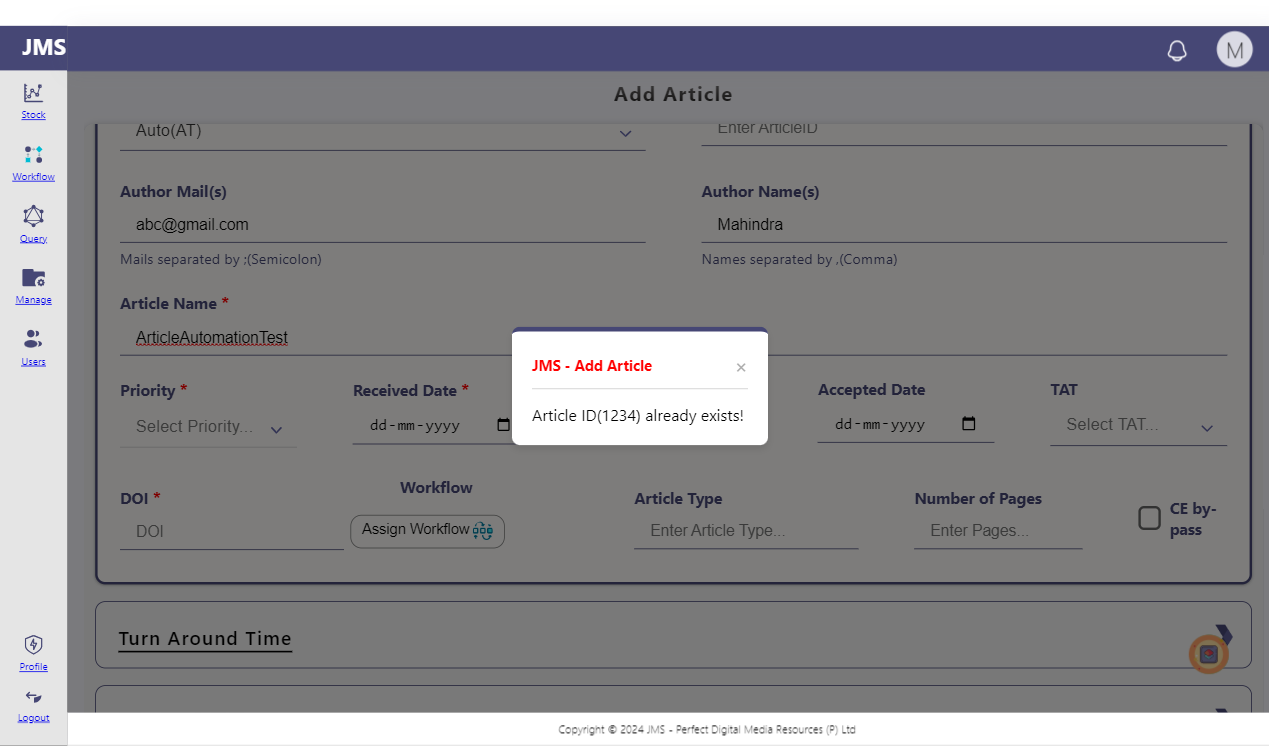 JMS
M
Stock
Workflow
Query
Manage
Users
Profile
Logout
Add Article
Auto(AT)
Enter ArticleID
Author Mail(s)
Author Name(s)
abc@gmail.com
Mahindra
Mails separated by ;(Semicolon)
Names separated by ,(Comma)
Article Name *
ArticleAutomationTest
JMS - Add Article ×
Article ID(1234) already exists!
Priority *
Received Date *
Accepted Date
TAT
Select Priority...
dd-mm-yyyy
dd-mm-yyyy
Select TAT...
DOI *
Workflow
Article Type
Number of Pages
CE by-
pass
DOI
Assign Workflow
Enter Article Type...
Enter Pages...
Turn Around Time
Copyright © 2024 JMS - Perfect Digital Media Resources (P) Ltd